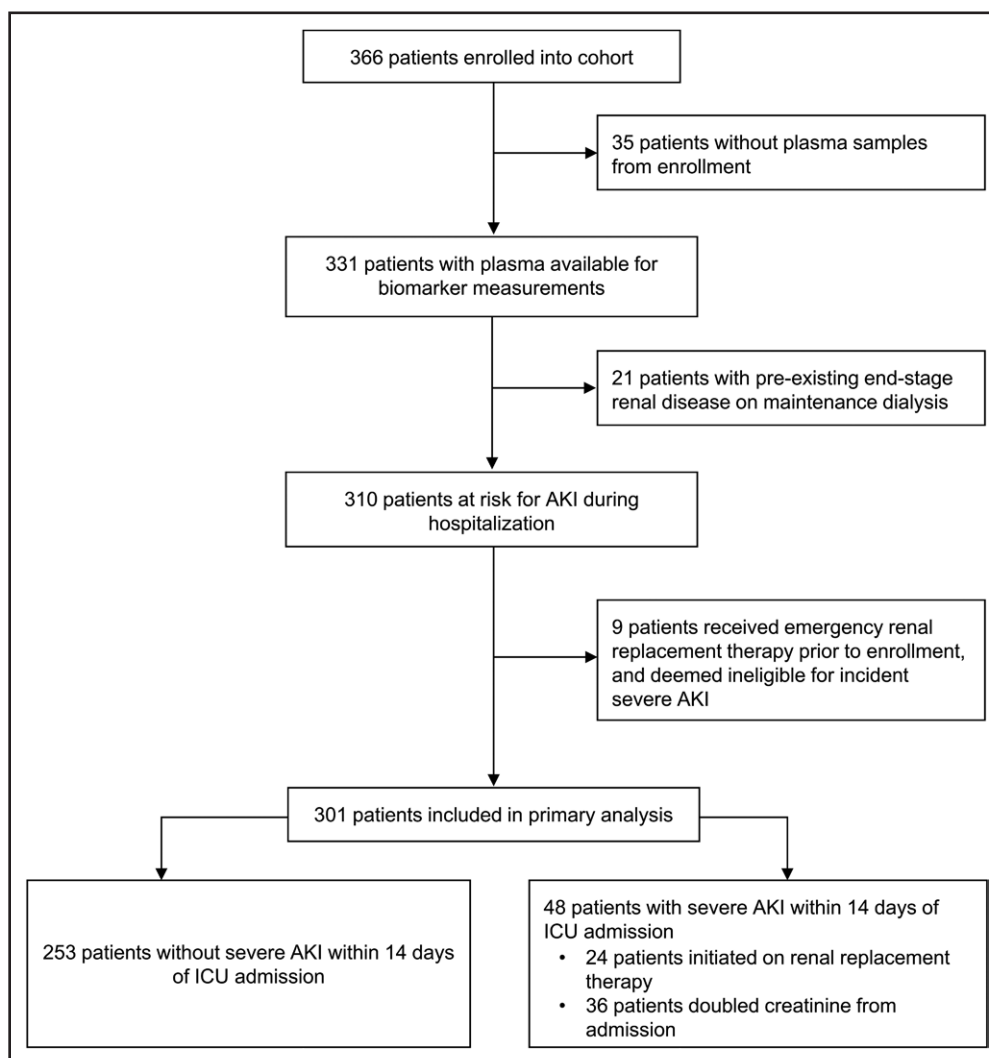 366 patients enrolled into cohort
35 patients without plasma samples
from enrollment
331 patients with plasma available for
biomarker measurements
21 patients with pre-existing end-stage
renal disease on maintenance dialysis
310 patients at risk for AKI during
hospitalization
9 patients received emergency renal
replacement therapy prior to enrollment,
and deemed ineligible for incident
severe AKI
301 patients included in primary analysis
253 patients without severe AKI within 14 days
of ICU admission
48 patients with severe AKI within 14 days of
ICU admission
• 24 patients initiated on renal replacement
therapy
• 36 patients doubled creatinine from
admission